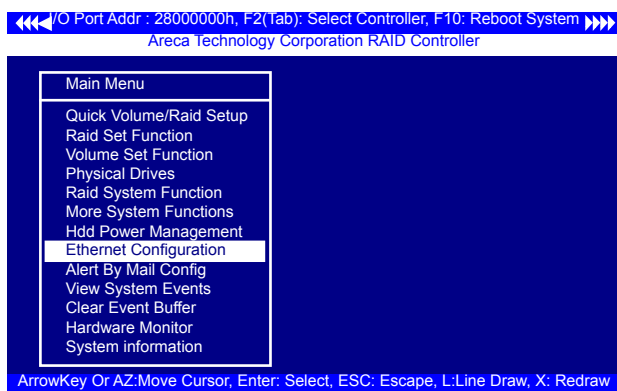 I/O Port Addr : 28000000h, F2(Tab): Select Controller, F10: Reboot System
Areca Technology Corporation RAID Controller
Main Menu
Quick Volume/Raid Setup
Raid Set Function
Volume Set Function
Physical Drives
Raid System Function
More System Functions
Hdd Power Management
Ethernet Configuration
Alert By Mail Config
View System Events
Clear Event Buffer
Hardware Monitor
System information
ArrowKey Or AZ:Move Cursor, Enter: Select, ESC: Escape, L:Line Draw, X: Redraw